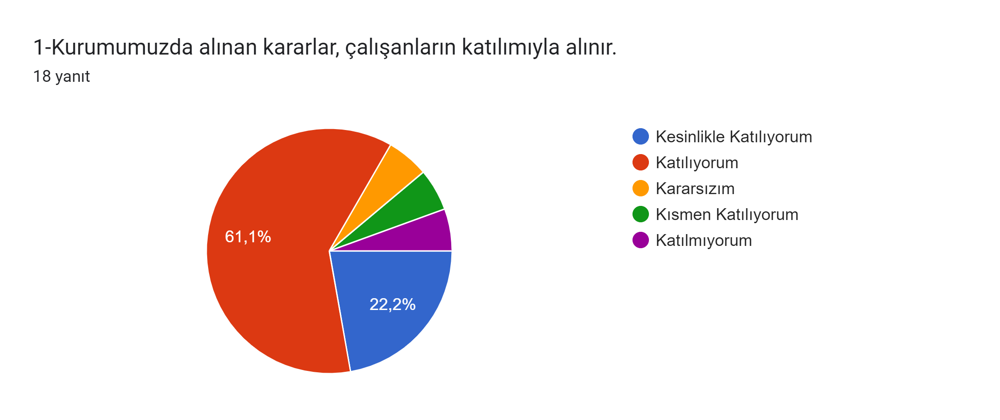 1-Kurumumuzda alınan kararlar, çalışanların katılımıyla alınır.
18 yanıt
61,1%
22,2%
Kesinlikle Katılıyorum
Katılıyorum
Kararsızım
Kısmen Katılıyorum
Katılmıyorum